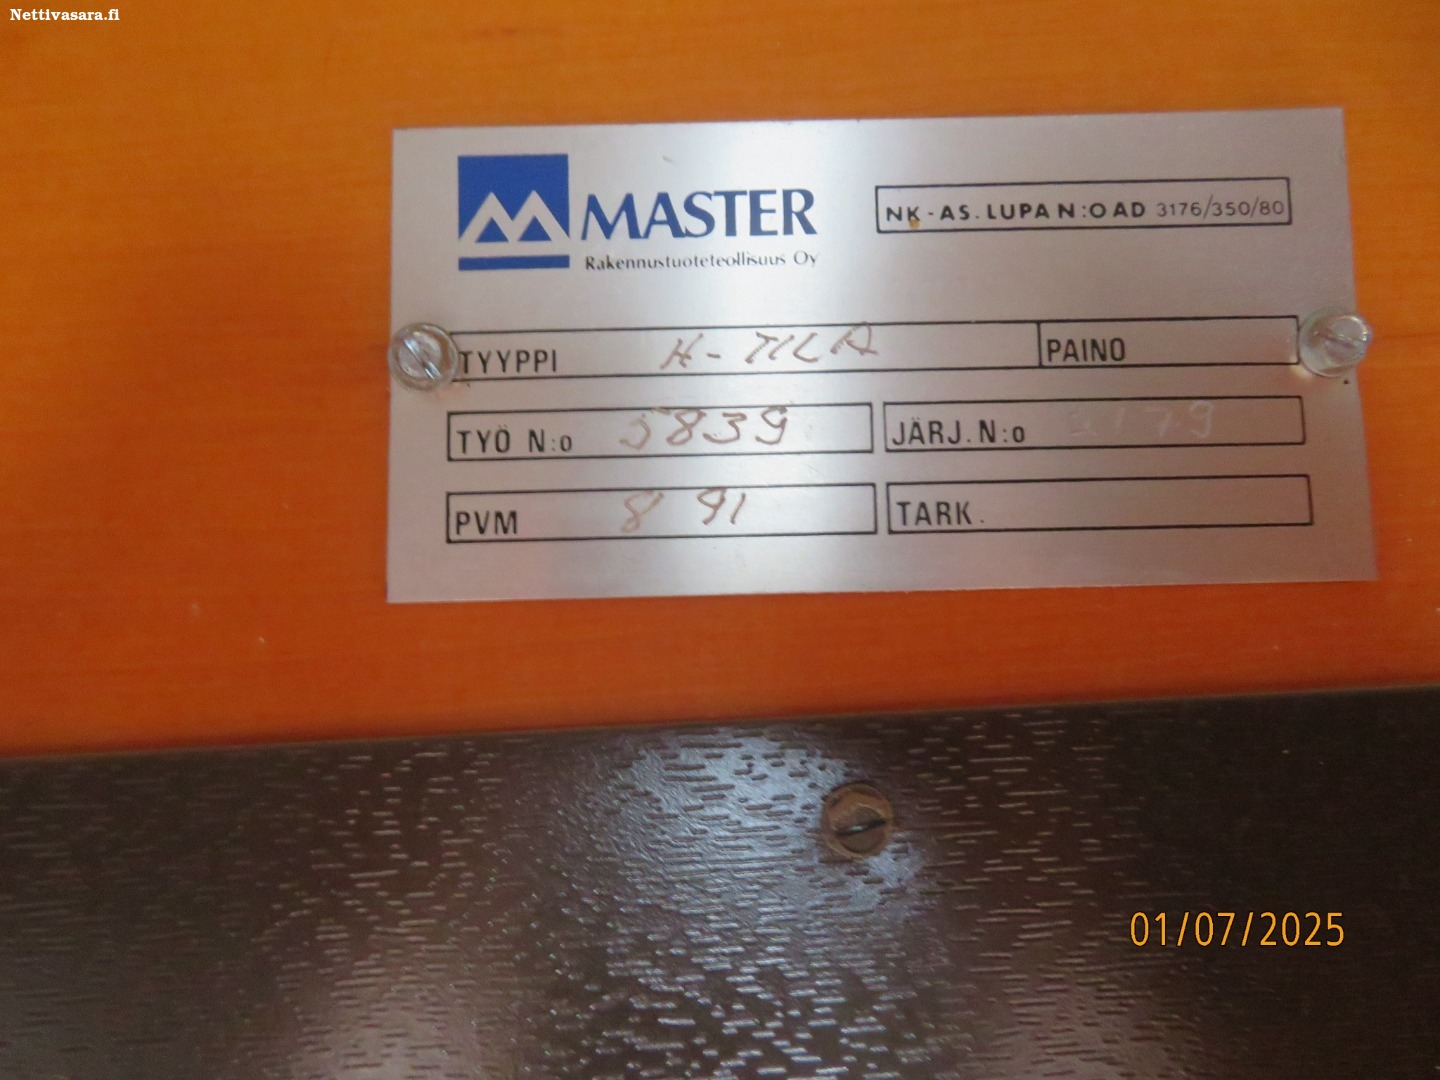 Nettivasara.fi
MASTER
Rakennustuoteteollisuus Oy
NK-AS. LUPA N:O AD 3176/350/80
TYYPPI H-TILA PAINO
TYÖ N:o 5839 JÄRJ. N:o
PVM 8 91 TARK.
01/07/2025